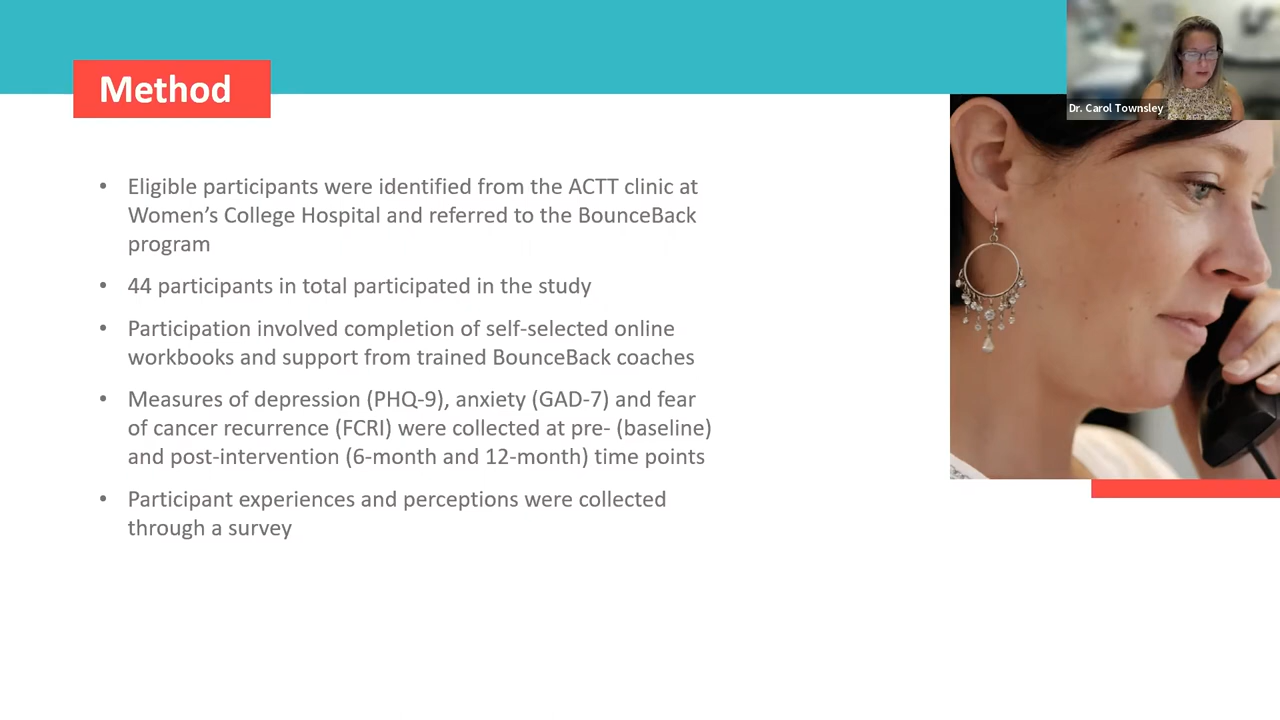 Method
Dr. Carol Townsley
• Eligible participants were identified from the ACTT clinic at
Women’s College Hospital and referred to the BounceBack
program
• 44 participants in total participated in the study
• Participation involved completion of self-selected online
workbooks and support from trained BounceBack coaches
• Measures of depression (PHQ-9), anxiety (GAD-7) and fear
of cancer recurrence (FCRI) were collected at pre- (baseline)
and post-intervention (6-month and 12-month) time points
• Participant experiences and perceptions were collected
through a survey